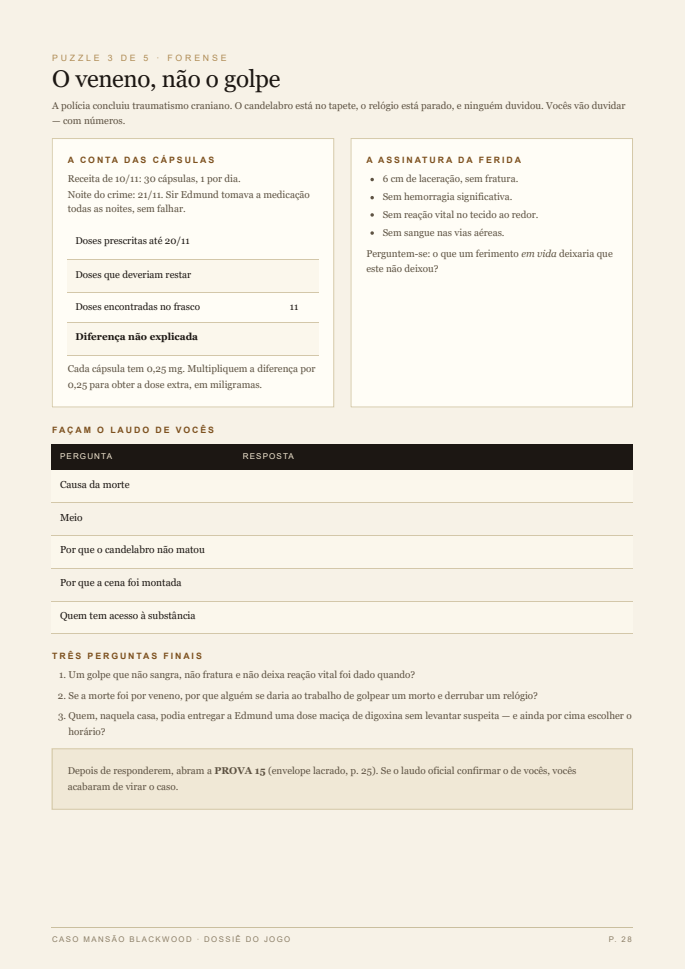 PUZZLE 3 DE 5 · FORENSE
O veneno, não o golpe
A polícia concluiu traumatismo craniano. O candelabro está no tapete, o relógio está parado, e ninguém duvidou. Vocês vão duvidar
— com números.
A CONTA DAS CÁPSULAS
Receita de 10/11: 30 cápsulas, 1 por dia.
Noite do crime: 21/11. Sir Edmund tomava a medicação
todas as noites, sem falhar.
Doses prescritas até 20/11
Doses que deveriam restar
Doses encontradas no frasco 11
Diferença não explicada
Cada cápsula tem 0,25 mg. Multipliquem a diferença por
0,25 para obter a dose extra, em miligramas.
A ASSINATURA DA FERIDA
• 6 cm de laceração, sem fratura.
• Sem hemorragia significativa.
• Sem reação vital no tecido ao redor.
• Sem sangue nas vias aéreas.
Perguntem-se: o que um ferimento em vida deixaria que
este não deixou?
FAÇAM O LAUDO DE VOCÊS
PERGUNTA RESPOSTA
Causa da morte
Meio
Por que o candelabro não matou
Por que a cena foi montada
Quem tem acesso à substância
TRÊS PERGUNTAS FINAIS
1. Um golpe que não sangra, não fratura e não deixa reação vital foi dado quando?
2. Se a morte foi por veneno, por que alguém se daria ao trabalho de golpear um morto e derrubar um relógio?
3. Quem, naquela casa, podia entregar a Edmund uma dose maciça de digoxina sem levantar suspeita — e ainda por cima escolher o
horário?
Depois de responderem, abram a PROVA 15 (envelope lacrado, p. 25). Se o laudo oficial confirmar o de vocês, vocês
acabaram de virar o caso.
CASO MANSÃO BLACKWOOD · DOSSIÊ DO JOGO
P. 28